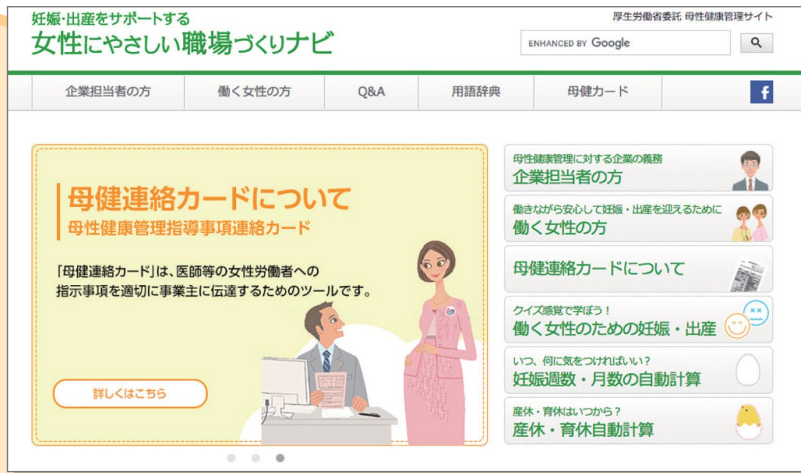 妊娠・出産をサポートする
女性にやさしい職場づくりナビ
厚生労働省委託 母性健康管理サイト
ENHANCED BY Google
企業担当者の方
働く女性の方
Q&A
用語辞典
母健カード
f
母健連絡カードについて
母性健康管理指導事項連絡カード
「母健連絡カード」は、医師等の女性労働者への
指示事項を適切に事業主に伝達するためのツールです。
詳しくはこちら
母性健康管理に対する企業の義務
企業担当者の方
働きながら安心して妊娠・出産を迎えるために
働く女性の方
母健連絡カードについて
クイズ感覚で学ぼう！
働く女性のための妊娠・出産
いつ、何に気をつければいい？
妊娠週数・月数の自動計算
産休・育休はいつから？
産休・育休自動計算